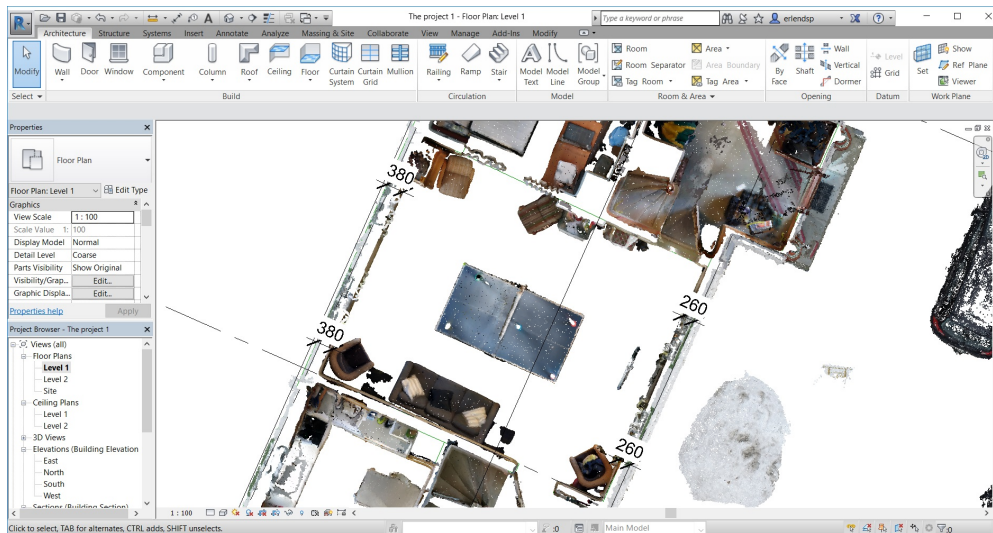 R
The project 1 - Floor Plan: Level 1
Type a keyword or phrase
erlendsp
Architecture Structure Systems Insert Annotate Analyze Massing & Site Collaborate View Manage Add-Ins Modify
Modify Wall Door Window Component Column Roof Ceiling Floor Curtain System Curtain Grid Mullion Railing Ramp Stair Model Text Model Line Model Group
Room Area
Room Separator Area Boundary
Tag Room Tag Area
By Face Shaft Wall
Vertical
Dormer
Level
Grid
Set Show
Ref Plane
Viewer
Select Build Circulation Model Room & Area Opening Datum Work Plane
Properties
Floor Plan
Floor Plan: Level 1 Edit Type
Graphics
View Scale 1 : 100
Scale Value 1: 100
Display Model Normal
Detail Level Coarse
Parts Visibility Show Original
Visibility/Grap... Edit...
Graphic Displa... Edit...
Properties help Apply
Project Browser - The project 1
Views (all)
Floor Plans
Level 1
Level 2
Site
Ceiling Plans
Level 1
Level 2
3D Views
Elevations (Building Elevation
East
North
South
West
Sections (Building Section)
380
380
260
260
1 : 100
Click to select, TAB for alternates, CTRL adds, SHIFT unselects.
:0
Main Model
:0